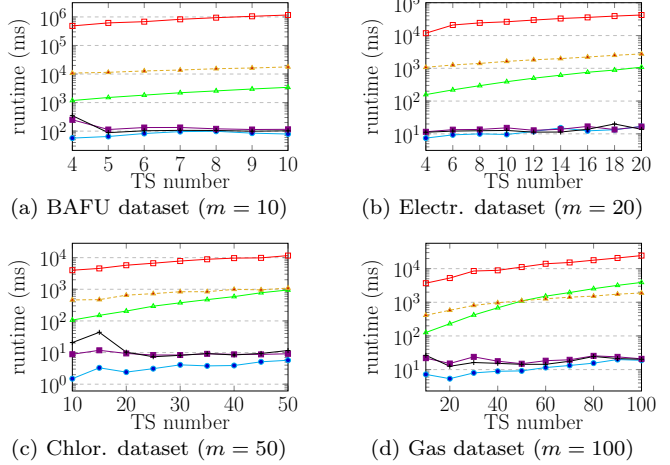 runtime (ms)
10^6
10^5
10^4
10^3
10^2
4 5 6 7 8 9 10
TS number
(a) BAFU dataset (m = 10)
runtime (ms)
10^5
10^4
10^3
10^2
10^1
4 6 8 10 12 14 16 18 20
TS number
(b) Electr. dataset (m = 20)
runtime (ms)
10^4
10^3
10^2
10^1
10^0
10 20 30 40 50
TS number
(c) Chlor. dataset (m = 50)
runtime (ms)
10^4
10^3
10^2
10^1
20 40 60 80 100
TS number
(d) Gas dataset (m = 100)